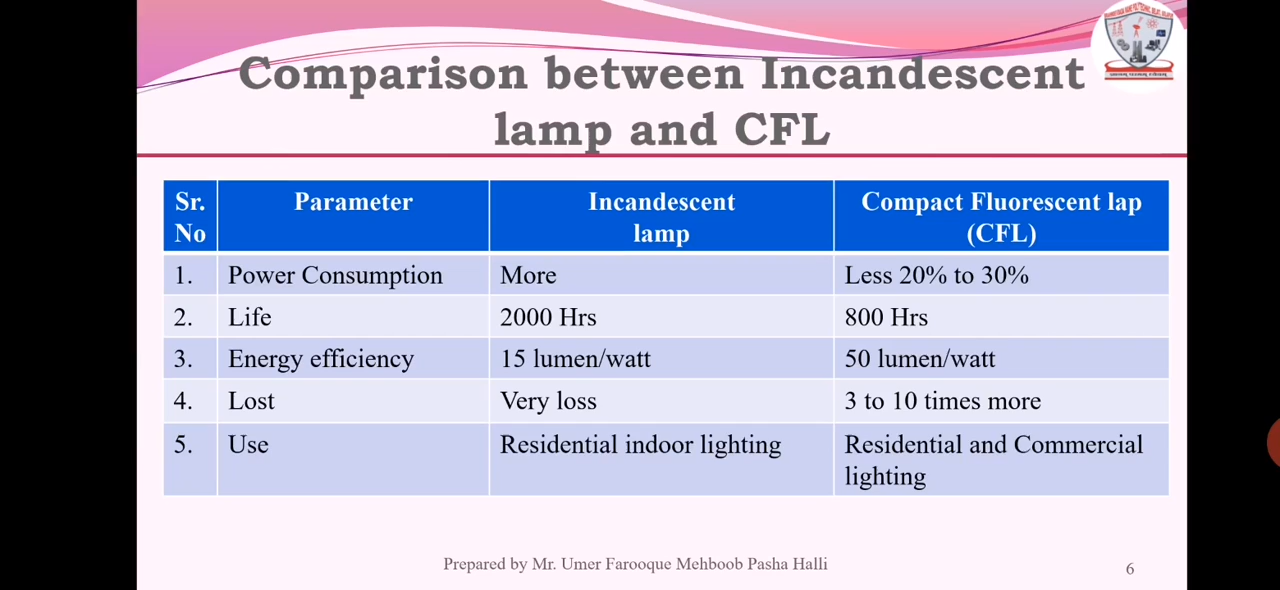 Comparison between Incandescent
lamp and CFL
Sr. No Parameter Incandescent lamp Compact Fluorescent lap (CFL)
1. Power Consumption More Less 20% to 30%
2. Life 2000 Hrs 800 Hrs
3. Energy efficiency 15 lumen/watt 50 lumen/watt
4. Lost Very loss 3 to 10 times more
5. Use Residential indoor lighting Residential and Commercial lighting
Prepared by Mr. Umer Farooque Mehboob Pasha Halli
6